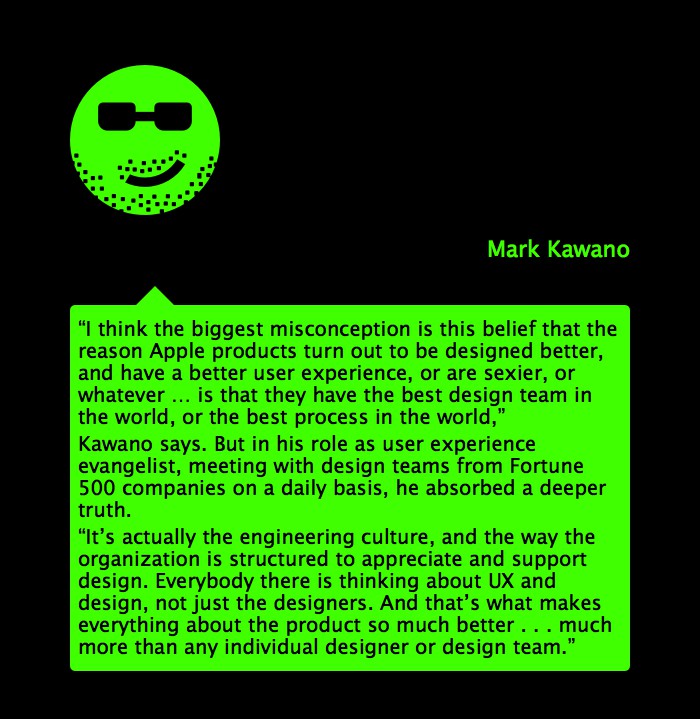 Mark Kawano
“I think the biggest misconception is this belief that the
reason Apple products turn out to be designed better,
and have a better user experience, or are sexier, or
whatever … is that they have the best design team in
the world, or the best process in the world,”
Kawano says. But in his role as user experience
evangelist, meeting with design teams from Fortune
500 companies on a daily basis, he absorbed a deeper
truth.
“It’s actually the engineering culture, and the way the
organization is structured to appreciate and support
design. Everybody there is thinking about UX and
design, not just the designers. And that’s what makes
everything about the product so much better . . . much
more than any individual designer or design team.”